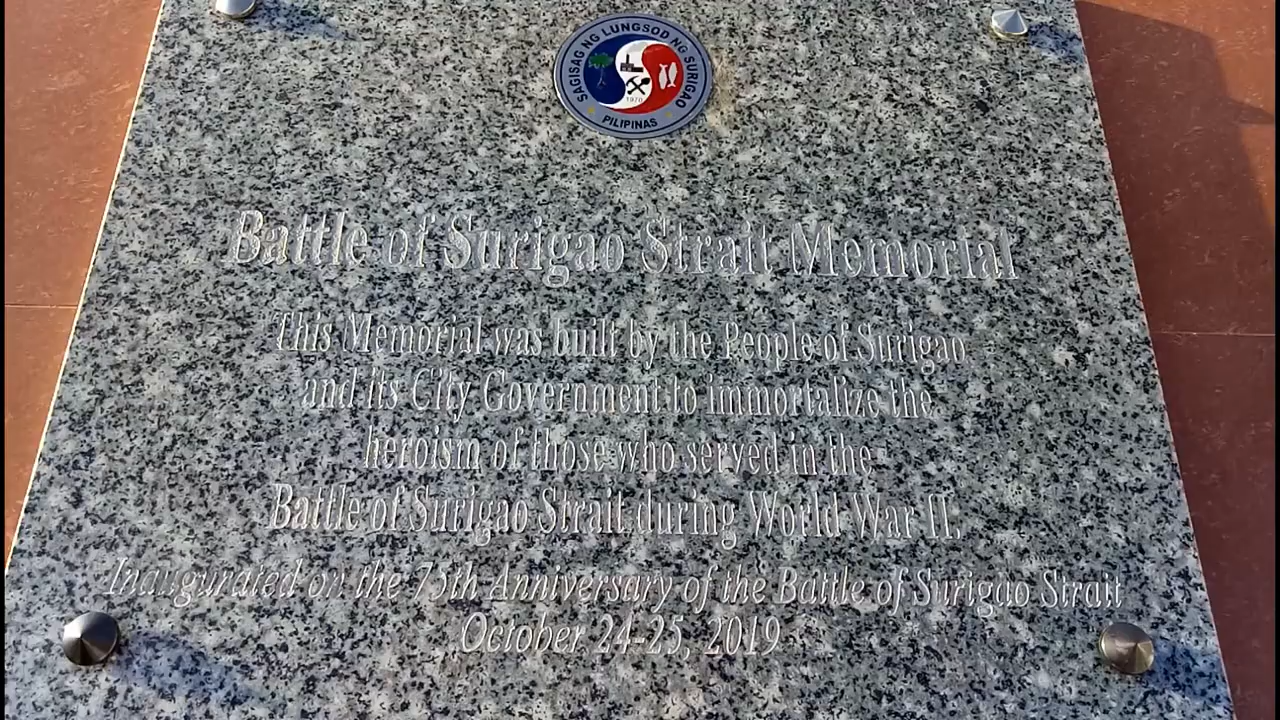 SAGISAG NG LUNGSOD NG SURIGAO
1970
PILIPINAS
Battle of Surigao Strait Memorial
This Memorial was built by the People of Surigao
and its City Government to immortalize the
heroism of those who served in the
Battle of Surigao Strait during World War II.
Inaugurated on the 75th Anniversary of the Battle of Surigao Strait
October 24-25, 2019